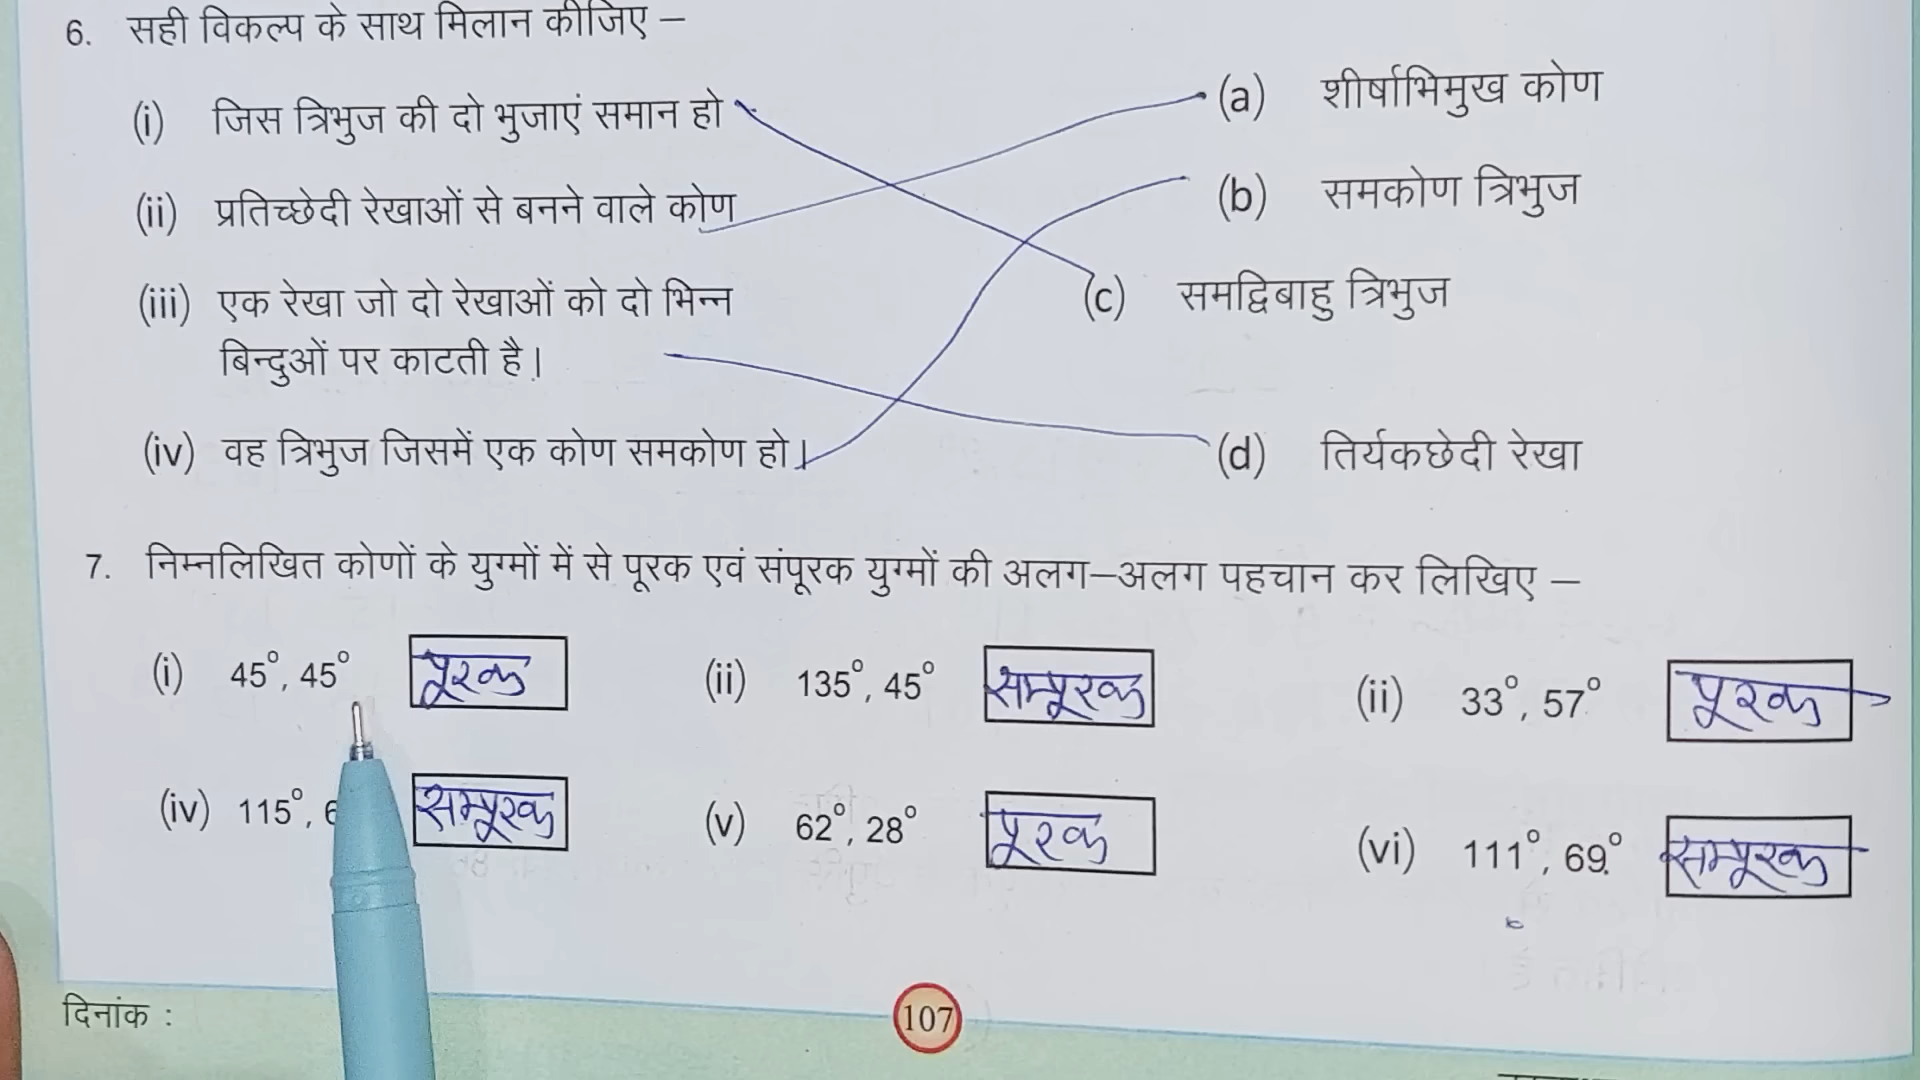 6. सही विकल्प के साथ मिलान कीजिए –
(i) जिस त्रिभुज की दो भुजाएं समान हो
(a) शीर्षाभिमुख कोण
(ii) प्रतिच्छेदी रेखाओं से बनने वाले कोण
(b) समकोण त्रिभुज
(iii) एक रेखा जो दो रेखाओं को दो भिन्न
बिन्दुओं पर काटती है।
(c) समद्विबाहु त्रिभुज
(iv) वह त्रिभुज जिसमें एक कोण समकोण हो।
(d) तिर्यकछेदी रेखा
7. निम्नलिखित कोणों के युग्मों में से पूरक एवं संपूरक युग्मों की अलग–अलग पहचान कर लिखिए –
(i) 45°, 45° पूरक (ii) 135°, 45° सम्पूरक (ii) 33°, 57° पूरक
(iv) 115°, 6 सम्पूरक (v) 62°, 28° पूरक (vi) 111°, 69° सम्पूरक
दिनांक :
107